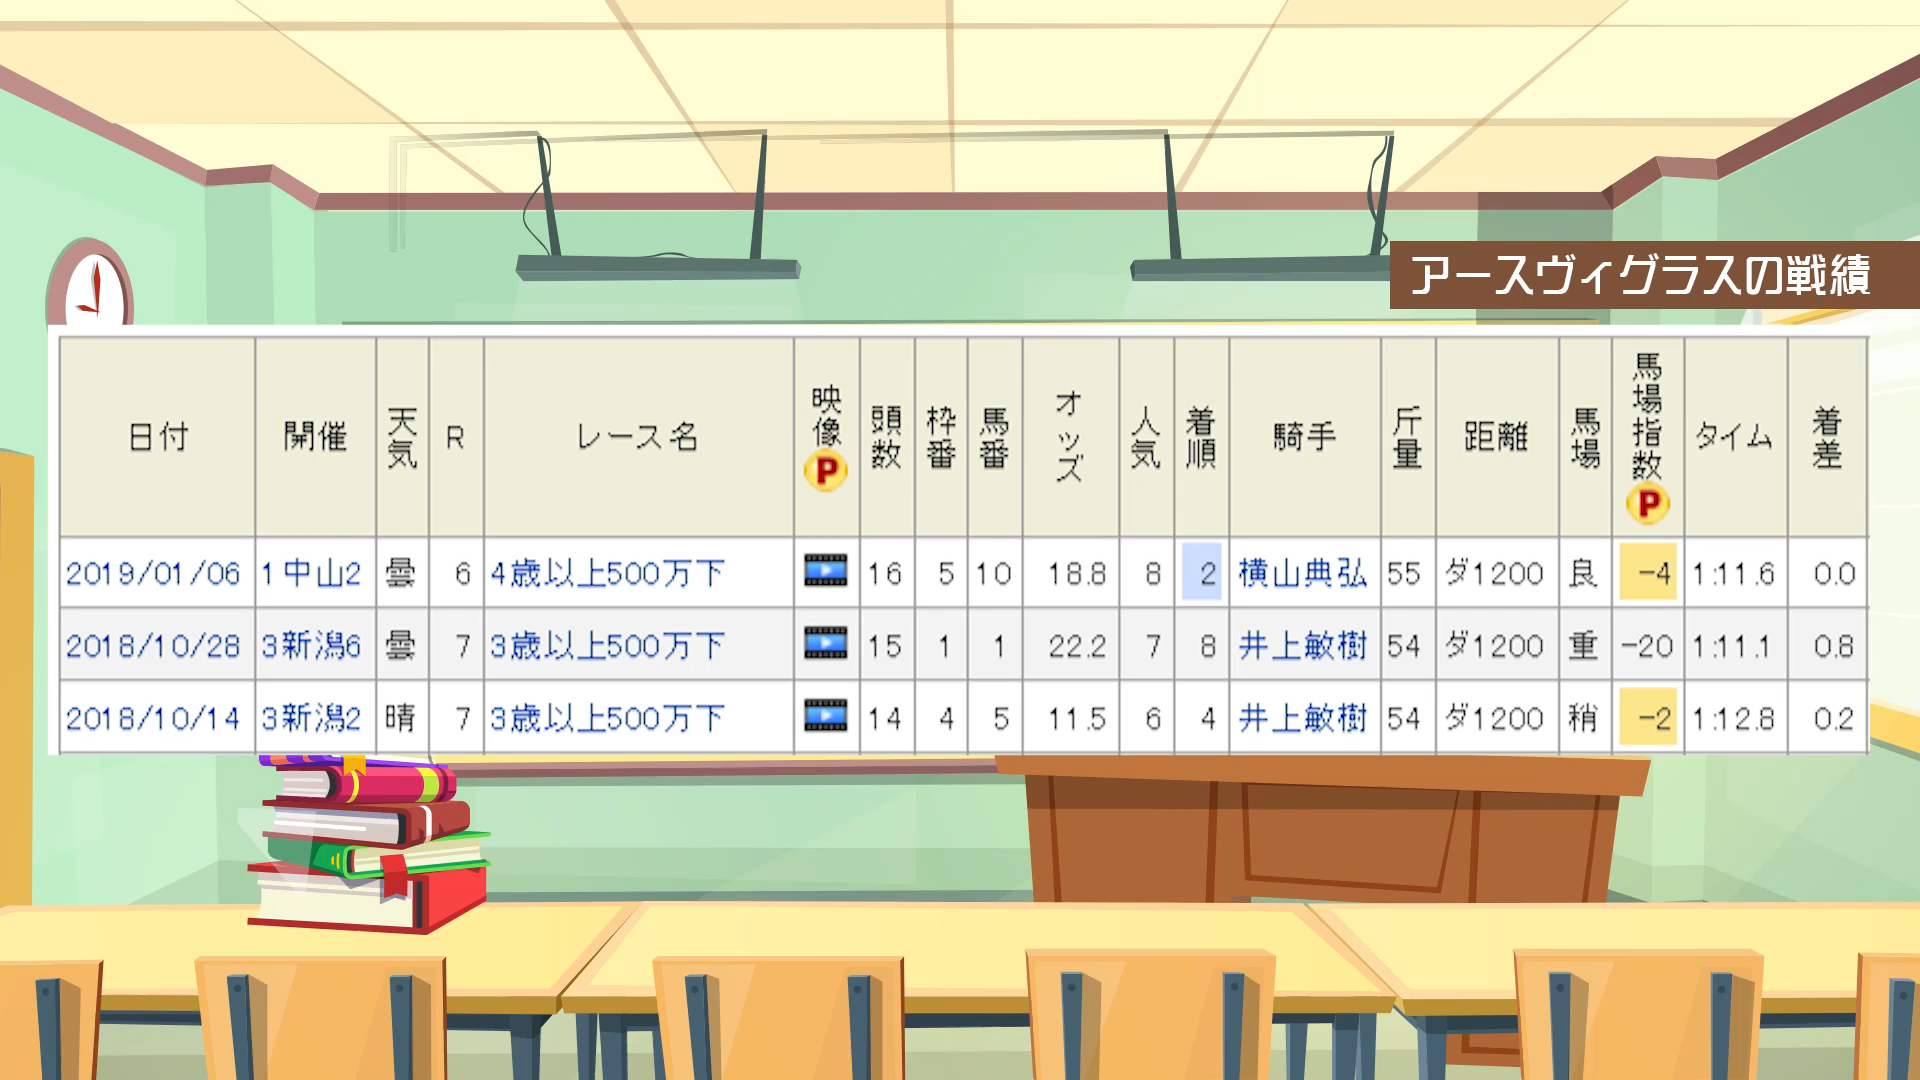 アースヴィグラスの戦績
日付 開催 天気 R レース名 映像 P 頭数 枠番 馬番 オッズ 人気 着順 騎手 斤量 距離 馬場 馬場指数 P タイム 着差
2019/01/06 1中山2 曇 6 4歳以上500万下 16 5 10 18.8 8 2 横山典弘 55 ダ1200 良 -4 1:11.6 0.0
2018/10/28 3新潟6 曇 7 3歳以上500万下 15 1 1 22.2 7 8 井上敏樹 54 ダ1200 重 -20 1:11.1 0.8
2018/10/14 3新潟2 晴 7 3歳以上500万下 14 4 5 11.5 6 4 井上敏樹 54 ダ1200 稍 -2 1:12.8 0.2